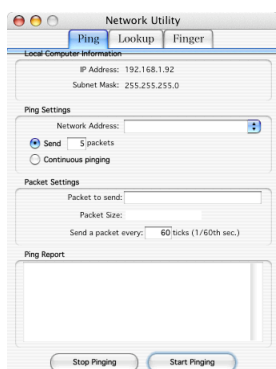 Network Utility
Ping Lookup Finger
Local Computer Information
IP Address: 192.168.1.92
Subnet Mask: 255.255.255.0
Ping Settings
Network Address:
Send 5 packets
Continuous pinging
Packet Settings
Packet to send:
Packet Size:
Send a packet every: 60 ticks (1/60th sec.)
Ping Report
Stop Pinging Start Pinging